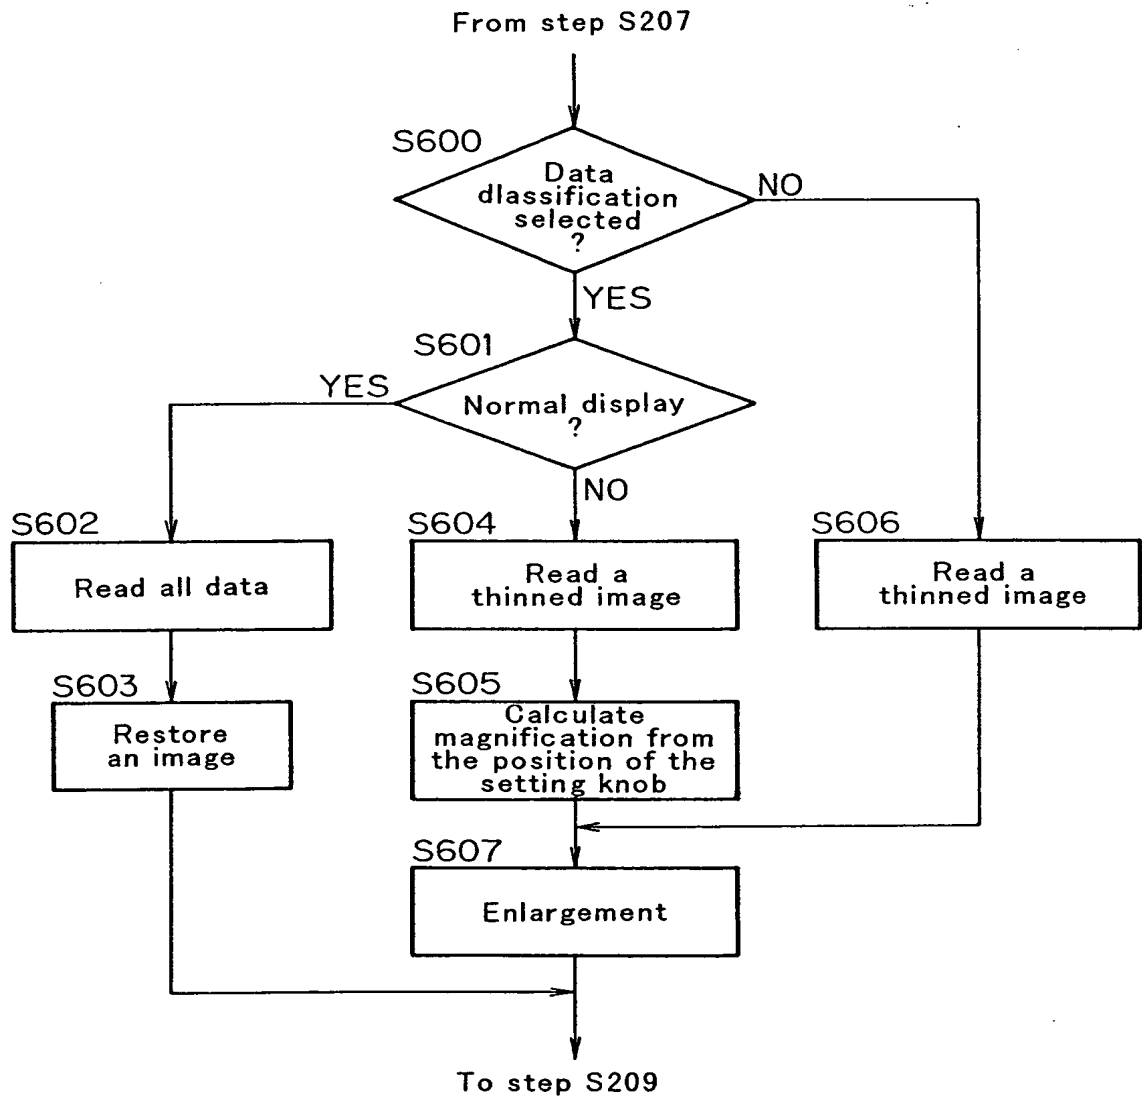 From step S207
S600
Data
dlassification
selected
?
NO
YES
S601
YES
Normal display
?
NO
S602
Read all data
S604
Read a
thinned image
S606
Read a
thinned image
S603
Restore
an image
S605
Calculate
magnification from
the position of the
setting knob
S607
Enlargement
To step S209